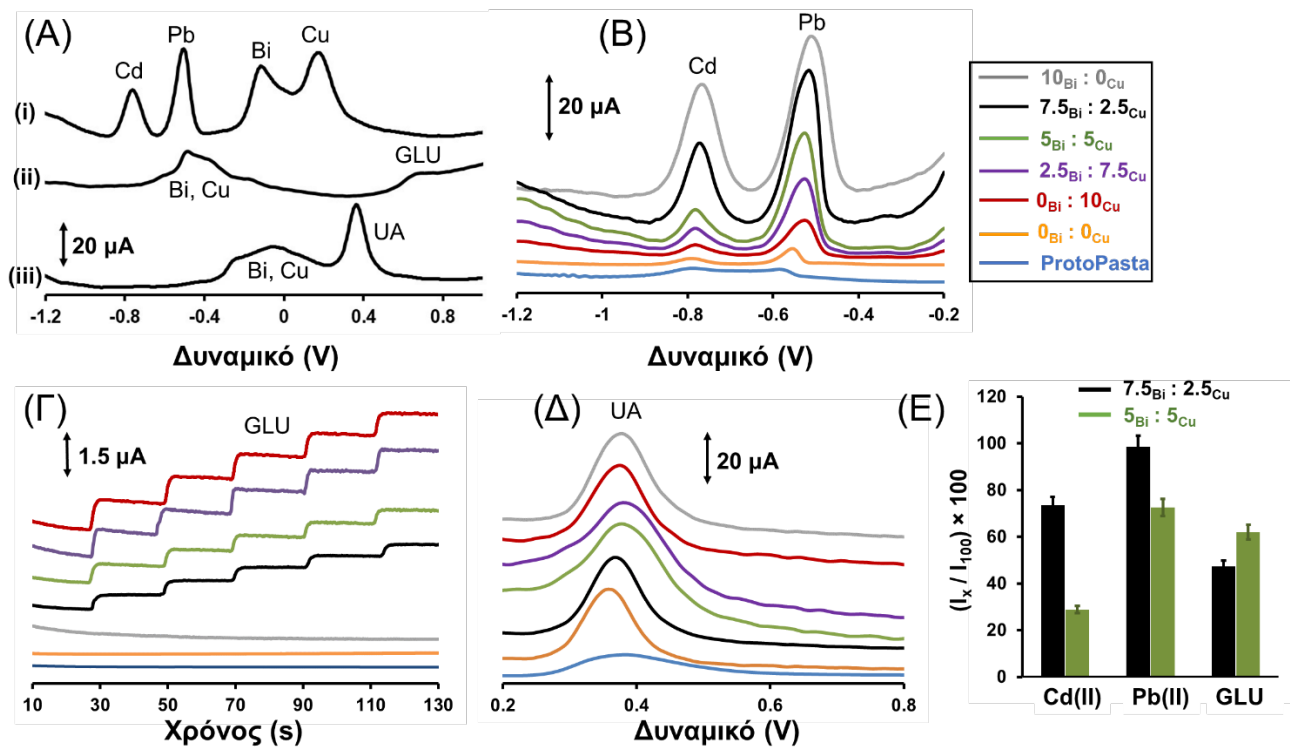 (A)
Cd
Pb
Bi
Cu
(i)
(ii)
Bi, Cu
GLU
20 μA
(iii)
Bi, Cu
UA
-1.2 -0.8 -0.4 0 0.4 0.8
Δυναμικό (V)
(B)
Cd
Pb
20 μA
-1.2 -1 -0.8 -0.6 -0.4 -0.2
Δυναμικό (V)
10Bi : 0Cu
7.5Bi : 2.5Cu
5Bi : 5Cu
2.5Bi : 7.5Cu
0Bi : 10Cu
0Bi : 0Cu
ProtoPasta
(Γ)
GLU
1.5 μA
10 30 50 70 90 110 130
Χρόνος (s)
(Δ)
UA
20 μA
0.2 0.4 0.6 0.8
Δυναμικό (V)
(E)
7.5Bi : 2.5Cu
5Bi : 5Cu
(Ix / I100) × 100
120
100
80
60
40
20
0
Cd(II) Pb(II) GLU